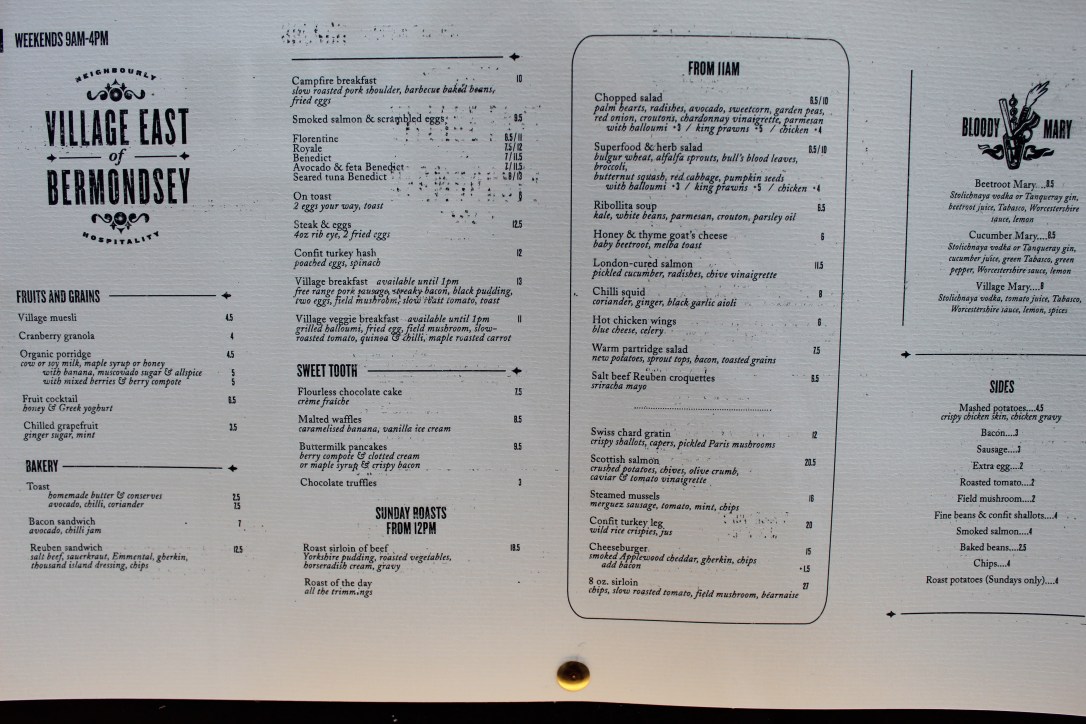 WEEKENDS 9AM-4PM
NEIGHBOURLY
VILLAGE EAST
of
BERMONDSEY
HOSPITALITY
FRUITS AND GRAINS
Village muesli 4.5
Cranberry granola 4
Organic porridge 4.5
cow or soy milk, maple syrup or honey
with banana, muscovado sugar & allspice 5
with mixed berries & berry compote 5
Fruit cocktail 6.5
honey & Greek yoghurt
Chilled grapefruit 3.5
ginger sugar, mint
BAKERY
Toast
homemade butter & conserves 2.5
avocado, chilli, coriander 7.5
Bacon sandwich 7
avocado, chilli jam
Reuben sandwich 12.5
salt beef, sauerkraut, Emmental, gherkin,
thousand island dressing, chips
Campfire breakfast 10
slow roasted pork shoulder, barbecue baked beans,
fried eggs
Smoked salmon & scrambled eggs 9.5
Florentine 6.5/11
Royale 7.5/12
Benedict 7/11.5
Avocado & feta Benedict 7/11.5
Seared tuna Benedict 8/13
On toast
2 eggs your way, toast
Steak & eggs 12.5
4oz rib eye, 2 fried eggs
Confit turkey hash 12
poached eggs, spinach
Village breakfast available until 1pm 13
free range pork sausage, streaky bacon, black pudding,
two eggs, field mushroom, slow roast tomato, toast
Village veggie breakfast available until 1pm 11
grilled halloumi, fried egg, field mushroom, slow-
roasted tomato, quinoa & chilli, maple roasted carrot
SWEET TOOTH
Flourless chocolate cake 7.5
crème fraiche
Malted waffles 8.5
caramelised banana, vanilla ice cream
Buttermilk pancakes 9.5
berry compote & clotted cream
or maple syrup & crispy bacon
Chocolate truffles 3
SUNDAY ROASTS
FROM 12PM
Roast sirloin of beef 18.5
Yorkshire pudding, roasted vegetables,
horseradish cream, gravy
Roast of the day
all the trimmings
FROM 11AM
Chopped salad 6.5/10
palm hearts, radishes, avocado, sweetcorn, garden peas,
red onion, croutons, chardonnay vinaigrette, parmesan
with halloumi +3 / king prawns +5 / chicken +4
Superfood & herb salad 6.5/10
bulgur wheat, alfalfa sprouts, bull's blood leaves,
broccoli,
butternut squash, red cabbage, pumpkin seeds
with halloumi +3 / king prawns +5 / chicken +4
Ribollita soup 6.5
kale, white beans, parmesan, crouton, parsley oil
Honey & thyme goat's cheese 6
baby beetroot, melba toast
London-cured salmon 11.5
pickled cucumber, radishes, chive vinaigrette
Chilli squid 8
coriander, ginger, black garlic aioli
Hot chicken wings 6
blue cheese, celery
Warm partridge salad 7.5
new potatoes, sprout tops, bacon, toasted grains
Salt beef Reuben croquettes 6.5
sriracha mayo
Swiss chard gratin 12
crispy shallots, capers, pickled Paris mushrooms
Scottish salmon 20.5
crushed potatoes, chives, olive crumb,
caviar & tomato vinaigrette
Steamed mussels 16
merguez sausage, tomato, mint, chips
Confit turkey leg 20
wild rice crispies, jus
Cheeseburger 15
smoked Applewood cheddar, gherkin, chips
add bacon +1.5
8 oz. sirloin 27
chips, slow roasted tomato, field mushroom, béarnaise
BLOODY MARY
Beetroot Mary....8.5
Stolichnaya vodka or Tanqueray gin,
beetroot juice, Tabasco, Worcestershire
sauce, lemon
Cucumber Mary....8.5
Stolichnaya vodka or Tanqueray gin,
cucumber juice, green Tabasco, green
pepper, Worcestershire sauce, lemon
Village Mary....8
Stolichnaya vodka, tomato juice, Tabasco,
Worcestershire sauce, lemon, spices
SIDES
Mashed potatoes....4.5
crispy chicken skin, chicken gravy
Bacon....3
Sausage....3
Extra egg....2
Roasted tomato....2
Field mushroom....2
Fine beans & confit shallots....4
Smoked salmon....4
Baked beans....2.5
Chips....4
Roast potatoes (Sundays only)....4